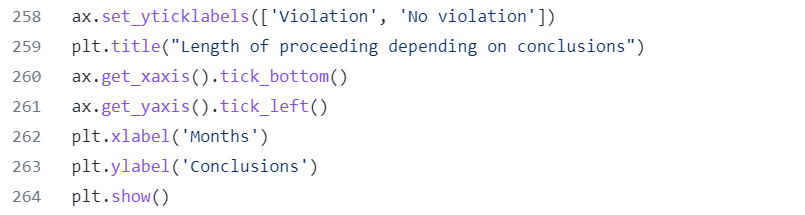 258 ax.set_yticklabels(['Violation', 'No violation'])
259 plt.title("Length of proceeding depending on conclusions")
260 ax.get_xaxis().tick_bottom()
261 ax.get_yaxis().tick_left()
262 plt.xlabel('Months')
263 plt.ylabel('Conclusions')
264 plt.show()